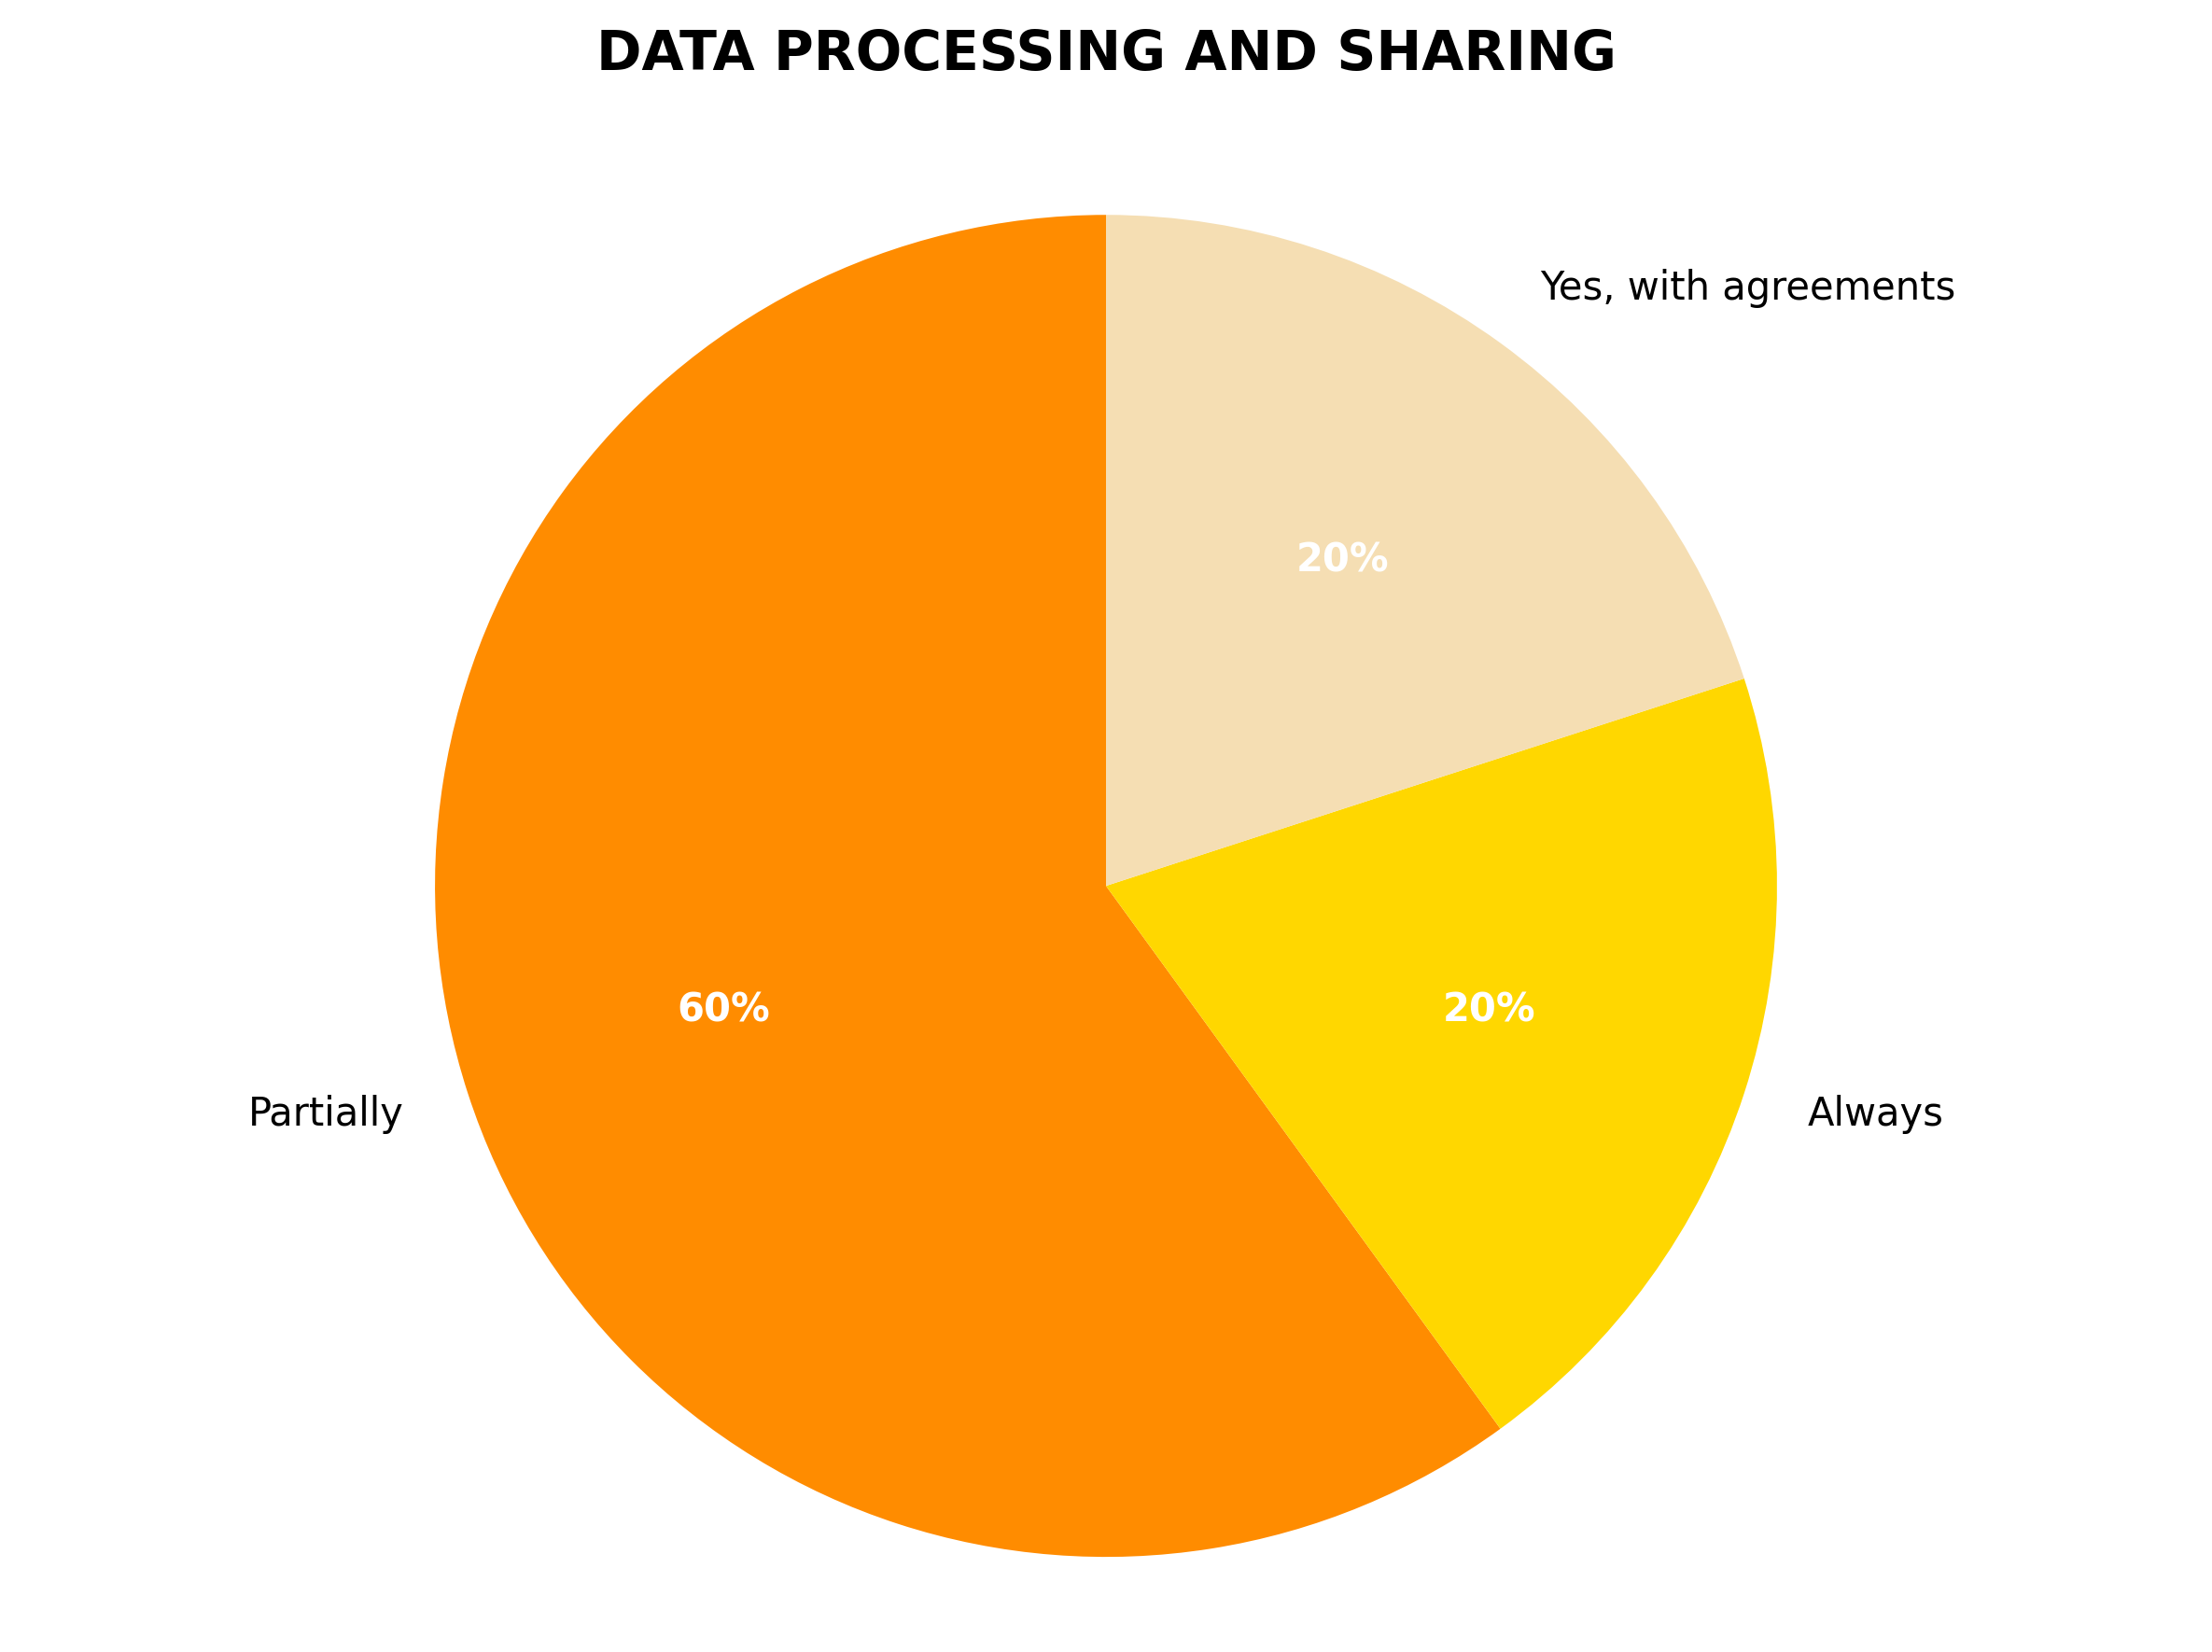 DATA PROCESSING AND SHARING
Yes, with agreements
20%
60%
20%
Partially
Always